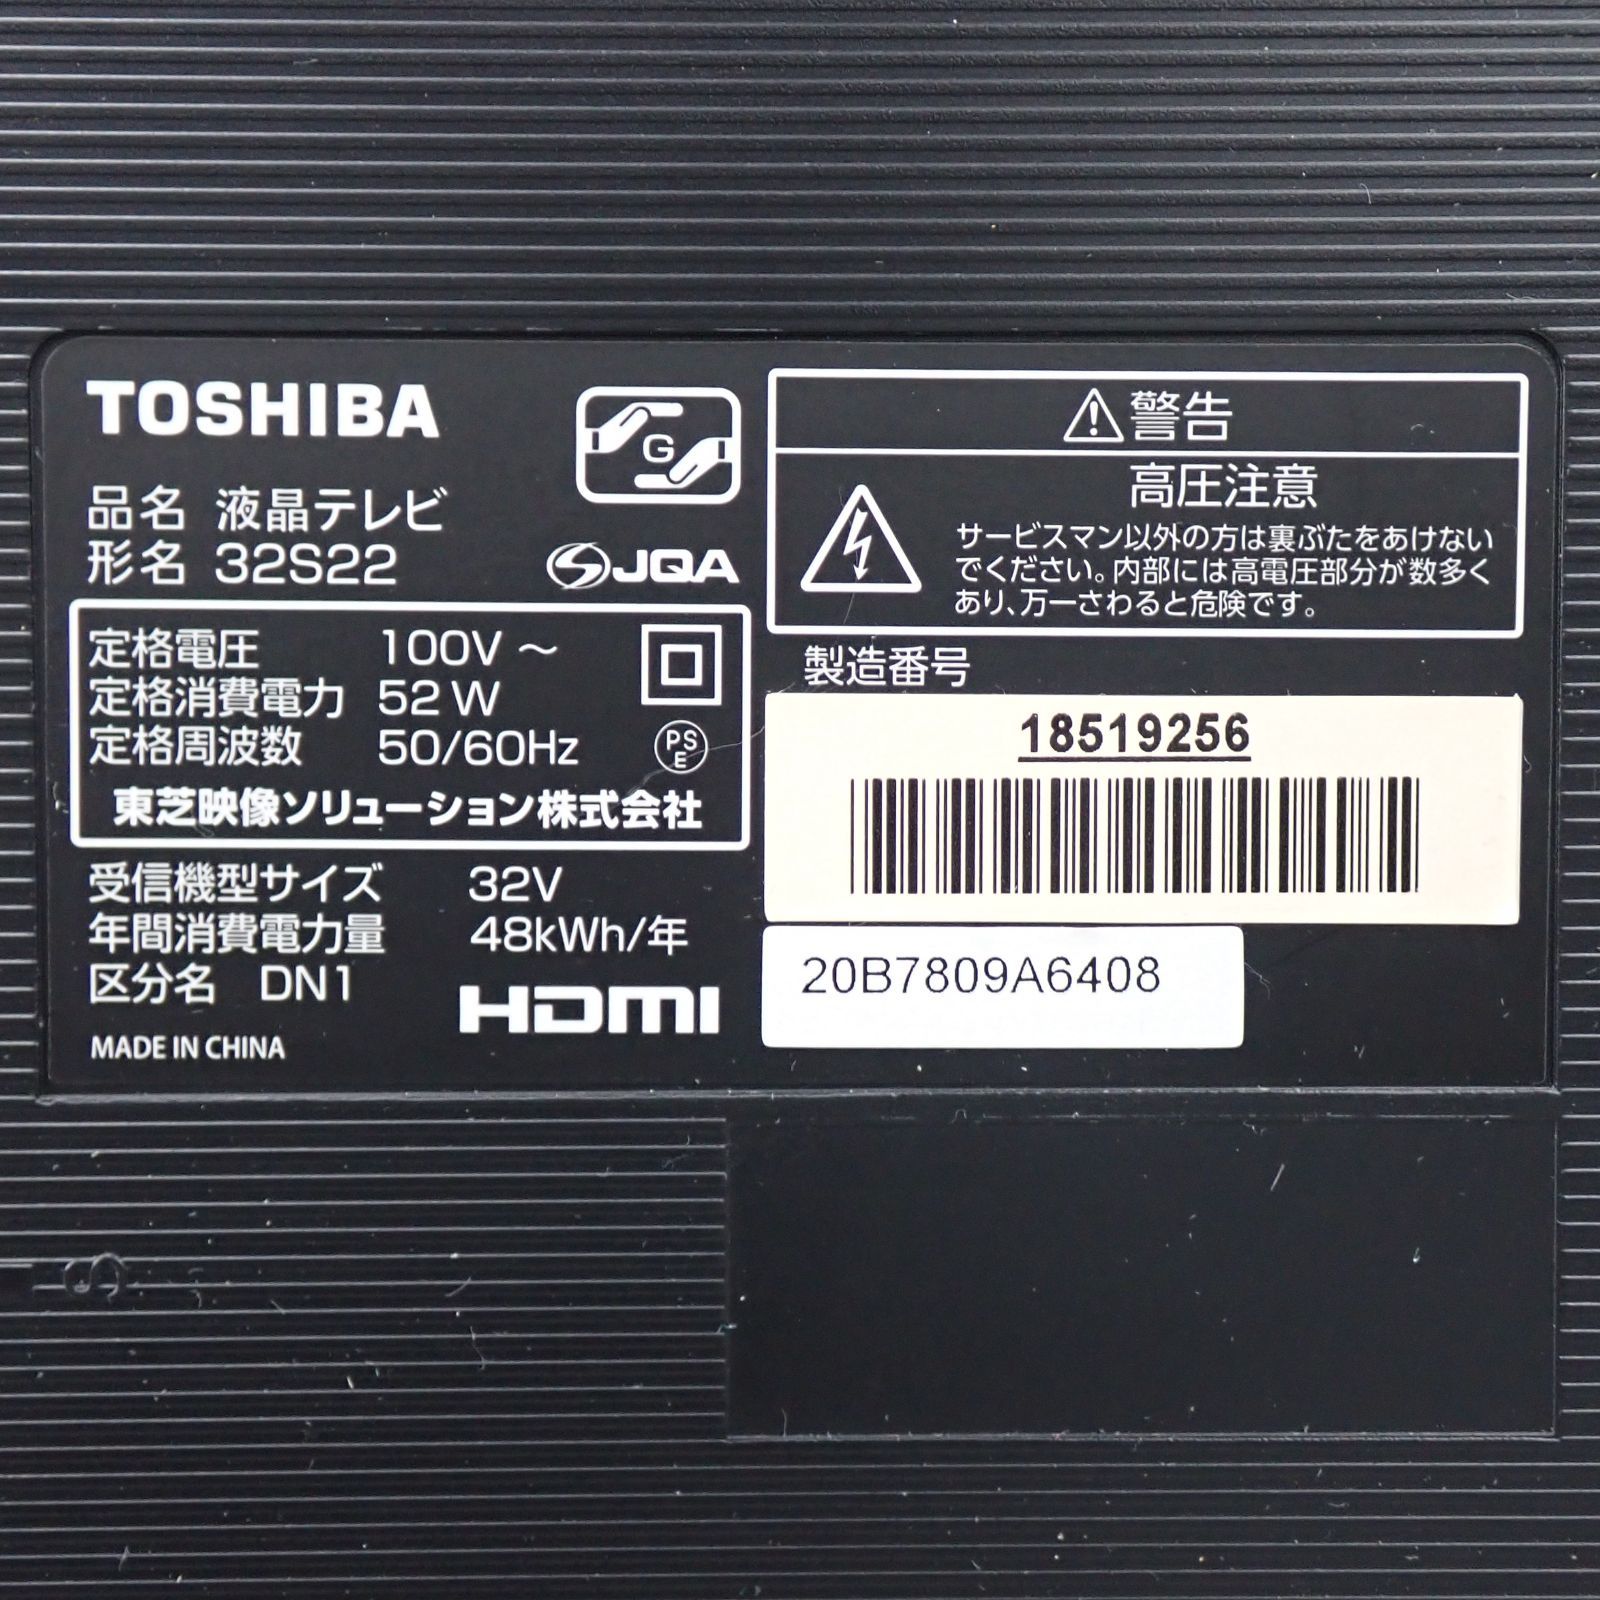 TOSHIBA
G
品名 液晶テレビ
形名 32S22
JQA
定格電圧 100V ～
定格消費電力 52 W
定格周波数 50/60Hz
PS
E
東芝映像ソリューション株式会社
受信機型サイズ 32V
年間消費電力量 48kWh/年
区分名 DN1
HDMI
MADE IN CHINA
警告
高圧注意
サービスマン以外の方は裏ぶたをあけない
でください。内部には高電圧部分が数多く
あり、万一さわると危険です。
製造番号
18519256
20B7809A6408